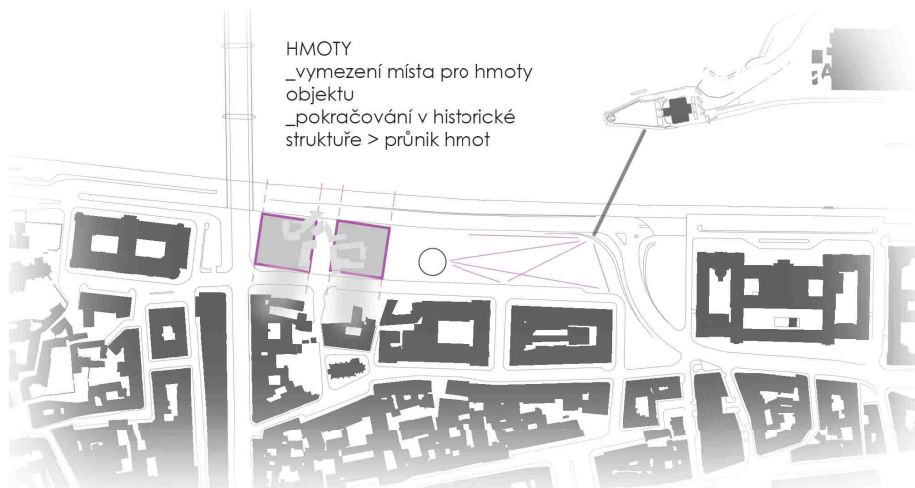 HMOTY
_vymezení místa pro hmoty
objektu
_pokračování v historické
struktuře > průnik hmot